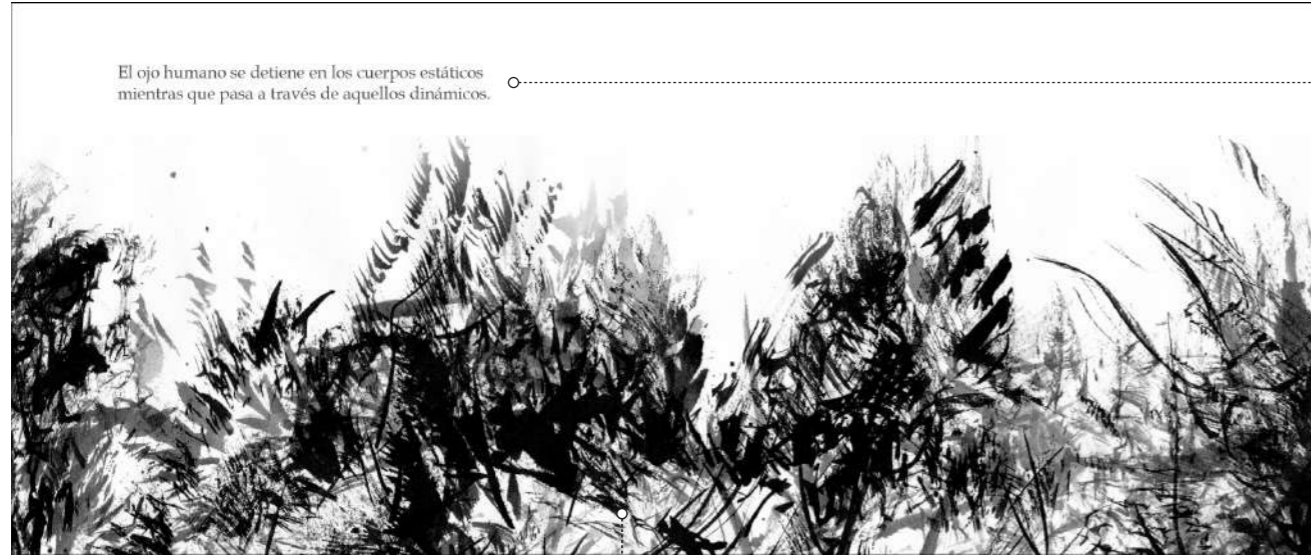 El ojo humano se detiene en los cuerpos estáticos
mientras que pasa a través de aquellos dinámicos.